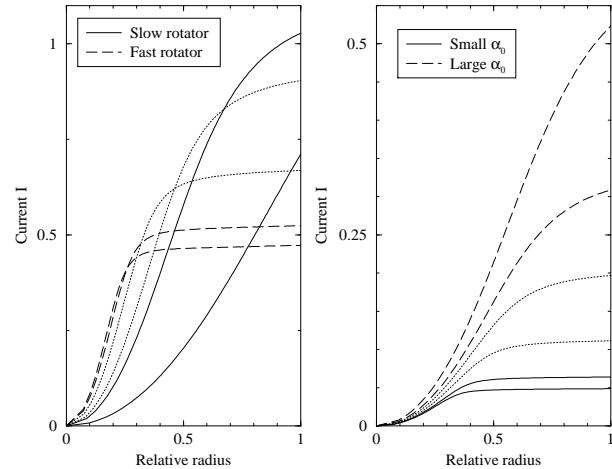 1
0.5
0
Current I
Slow rotator
Fast rotator
0
0.5
1
Relative radius
0.5
0.25
0
Current I
Small α₀
Large α₀
0
0.5
1
Relative radius